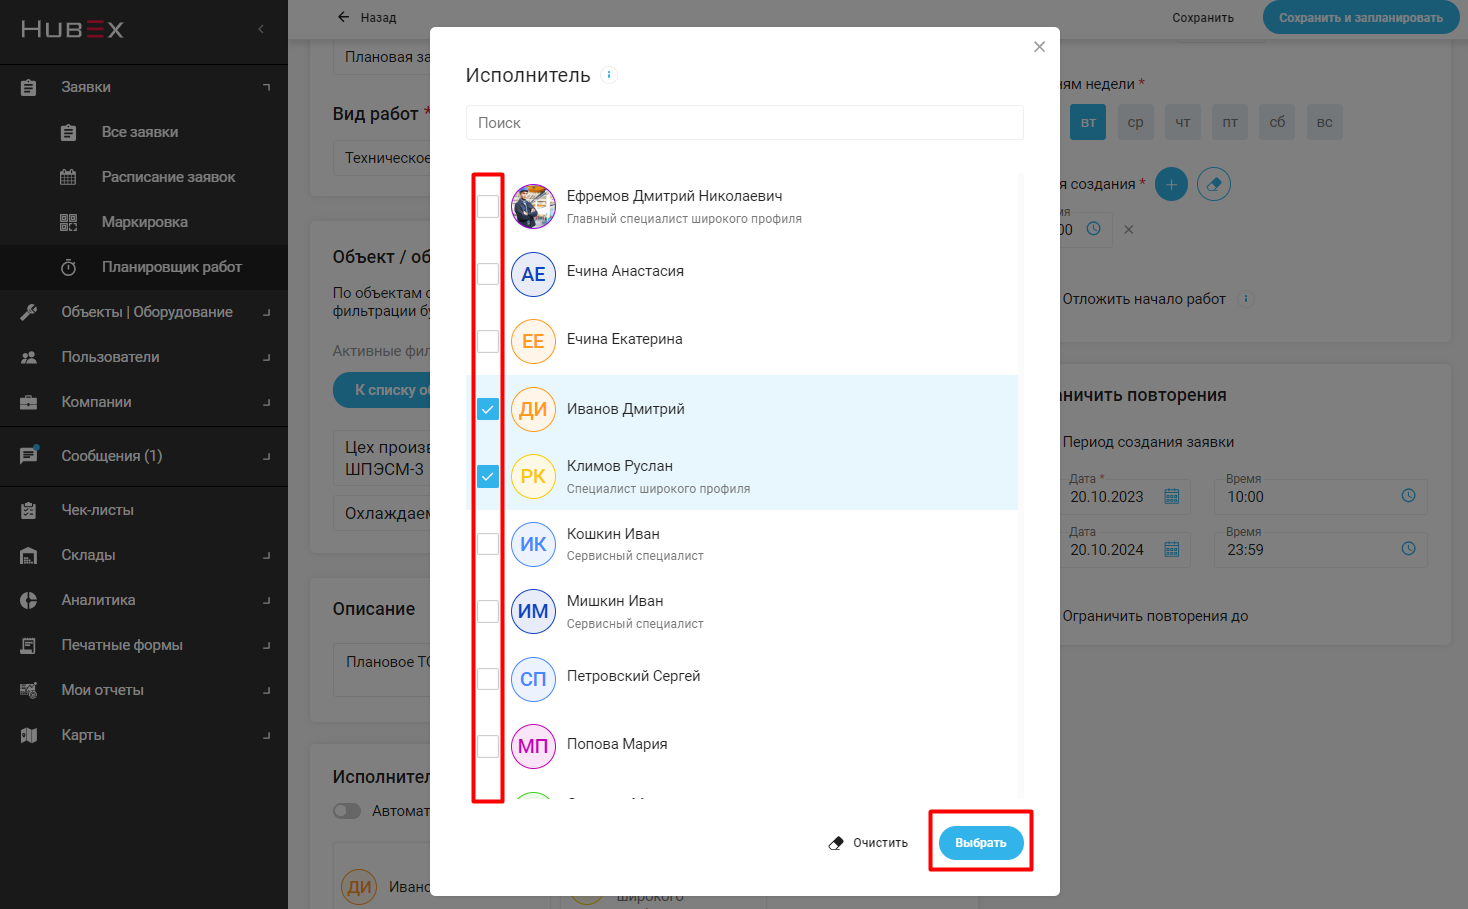 HUBEX
Заявки
Все заявки
Расписание заявок
Маркировка
Планировщик работ
Объекты | Оборудование
Пользователи
Компании
Сообщения (1)
Чек-листы
Склады
Аналитика
Печатные формы
Мои отчеты
Карты
Назад
Сохранить
Сохранить и запланировать
Плановая за
Вид работ *
Техническое
Объект / об
По объектам
фильтрации бу
Активные фил
К списку об
Цех произв
ШПЭСМ-3
Охлаждаем
Описание
Плановое ТО
Исполнител
Автомат
ДИ
Ивано
широкого
Исполнитель
Поиск
Ефремов Дмитрий Николаевич
Главный специалист широкого профиля
АЕ
Ечина Анастасия
ЕЕ
Ечина Екатерина
ДИ
Иванов Дмитрий
РК
Климов Руслан
Специалист широкого профиля
ИК
Кошкин Иван
Сервисный специалист
ИМ
Мишкин Иван
Сервисный специалист
СП
Петровский Сергей
МП
Попова Мария
Очистить
Выбрать
ням недели *
вт ср чт пт сб вс
я создания *
мя
00
Отложить начало работ
аничить повторения
Период создания заявки
Дата *
20.10.2023
Время
10:00
Дата
20.10.2024
Время
23:59
Ограничить повторения до